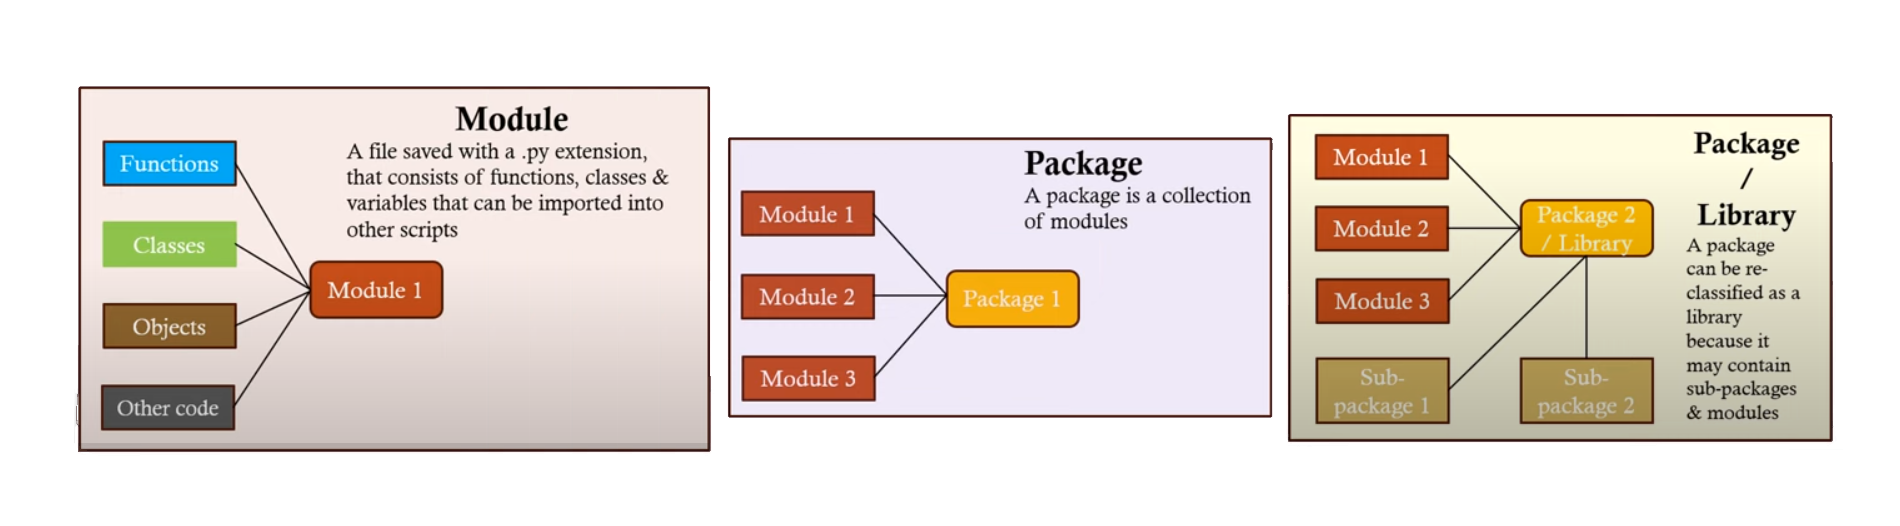 Module
A file saved with a .py extension,
that consists of functions, classes &
variables that can be imported into
other scripts
Functions
Classes
Objects
Other code
Module 1
Package
A package is a collection
of modules
Module 1
Module 2
Module 3
Package 1
Package
/
Library
A package
can be re-
classified as a
library
because it
may contain
sub-packages
& modules
Module 1
Module 2
Module 3
Package 2
/ Library
Sub-
package 1
Sub-
package 2